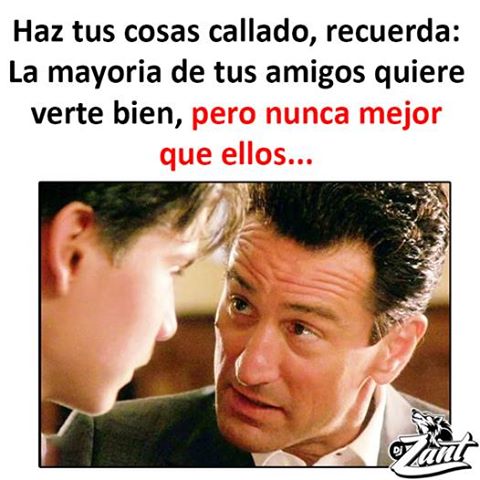 Haz tus cosas callado, recuerda:
La mayoria de tus amigos quiere
verte bien, pero nunca mejor
que ellos...
DJ
Zant